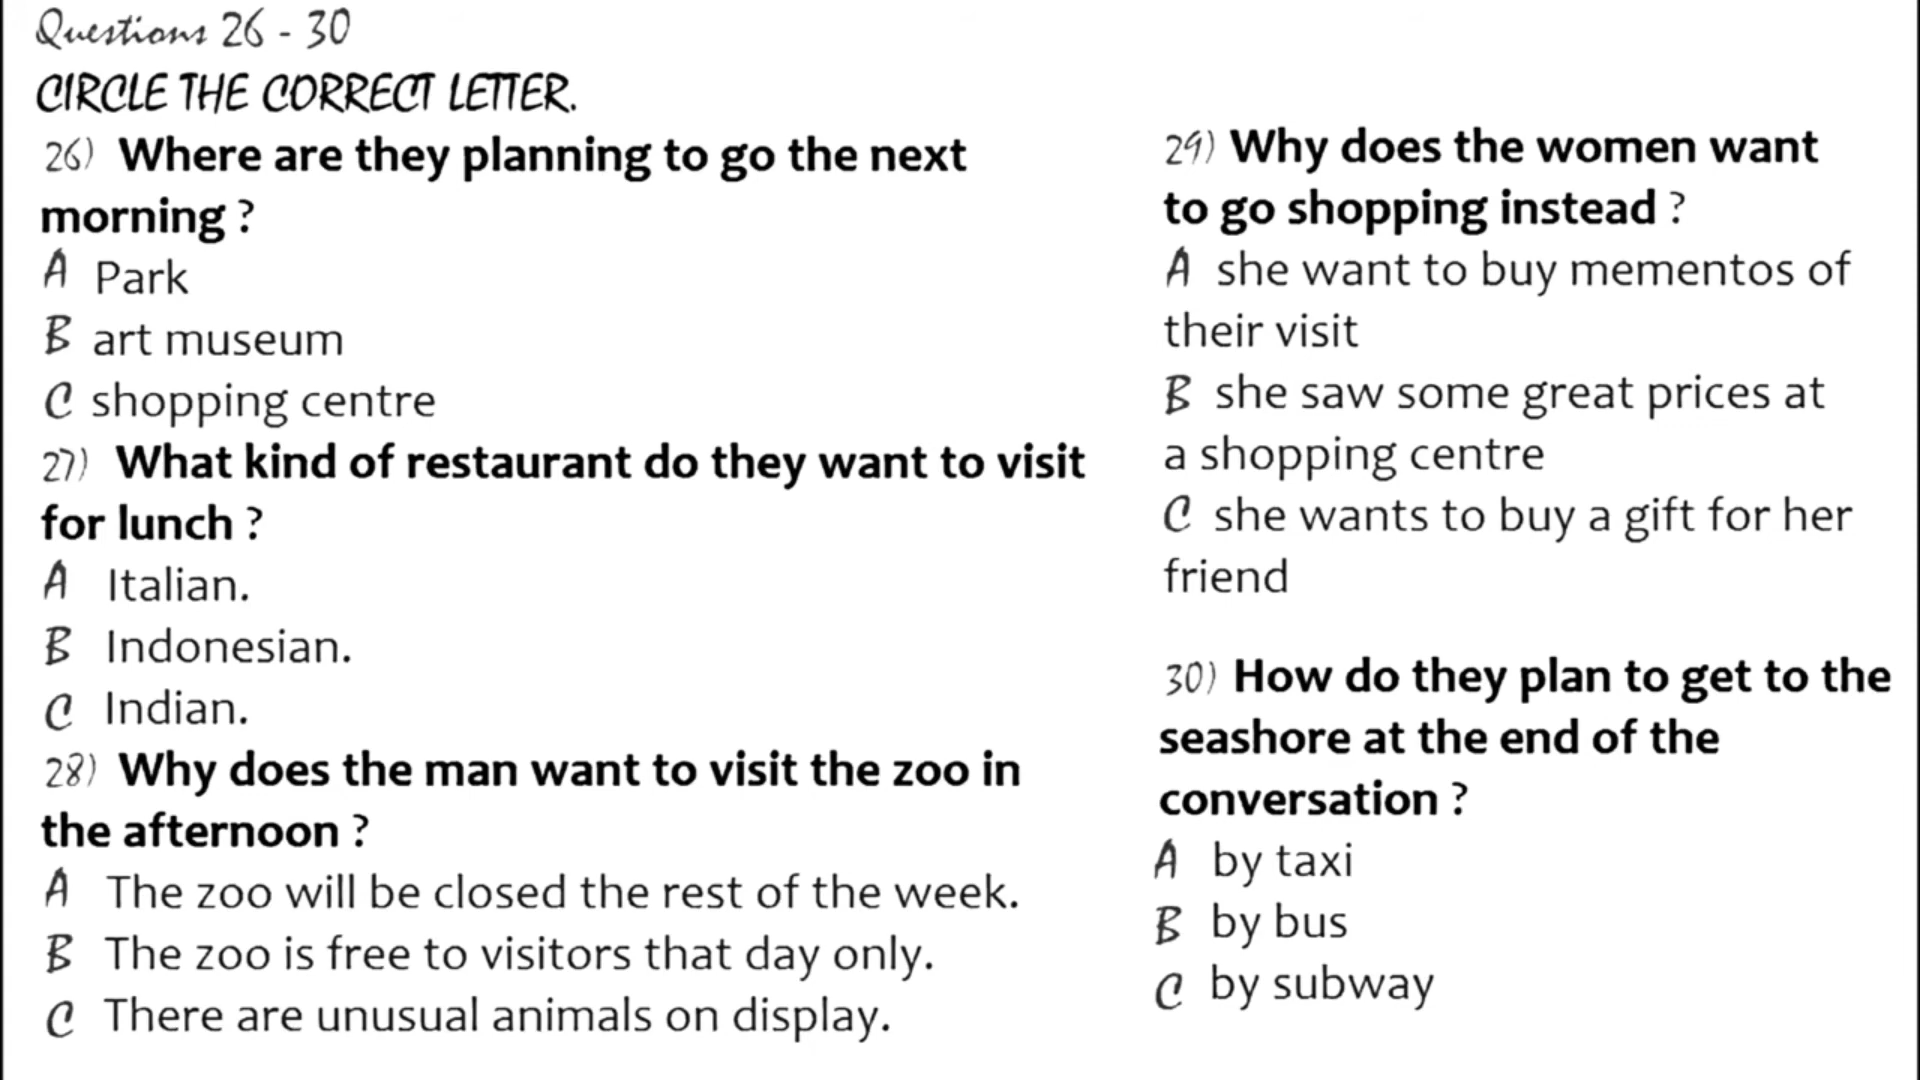 Questions 26 - 30
CIRCLE THE CORRECT LETTER.
26) Where are they planning to go the next
morning ?
A Park
B art museum
C shopping centre
27) What kind of restaurant do they want to visit
for lunch ?
A Italian.
B Indonesian.
C Indian.
28) Why does the man want to visit the zoo in
the afternoon ?
A The zoo will be closed the rest of the week.
B The zoo is free to visitors that day only.
C There are unusual animals on display.
29) Why does the women want
to go shopping instead ?
A she want to buy mementos of
their visit
B she saw some great prices at
a shopping centre
C she wants to buy a gift for her
friend
30) How do they plan to get to the
seashore at the end of the
conversation ?
A by taxi
B by bus
C by subway